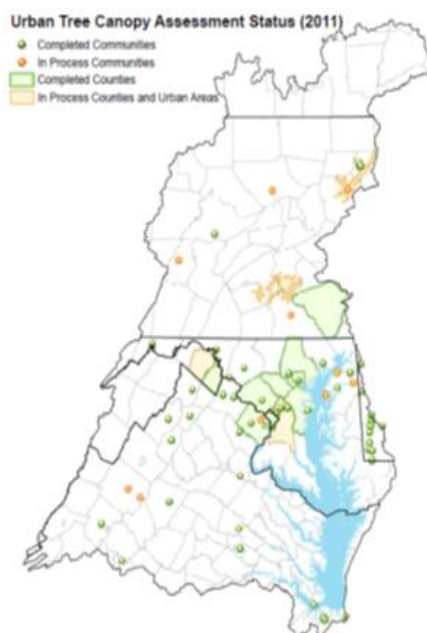 Urban Tree Canopy Assessment Status (2011)
Completed Communities
In Process Communities
Completed Counties
In Process Counties and Urban Areas